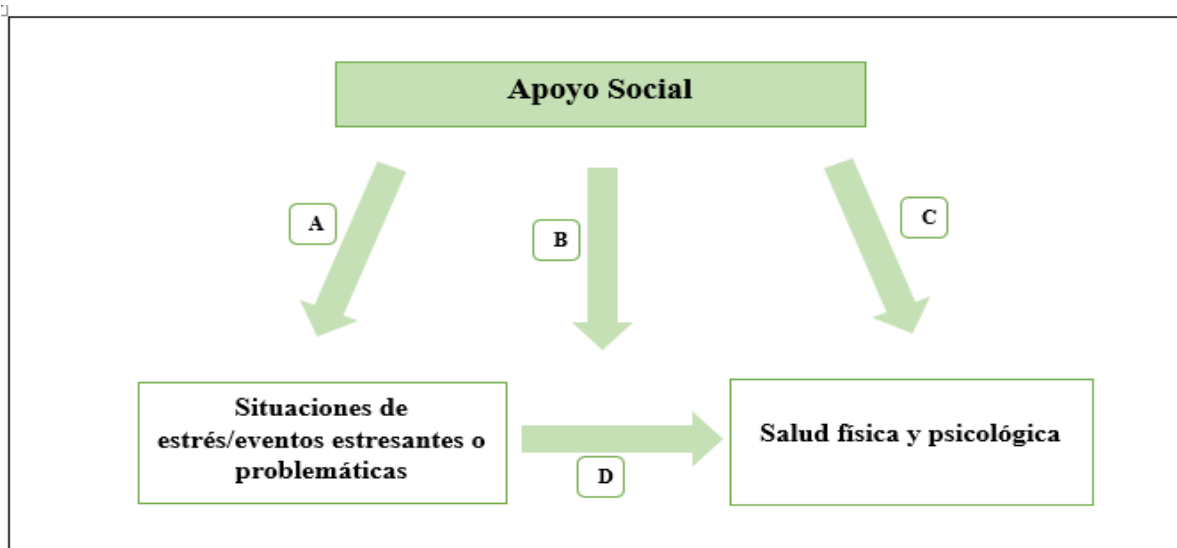 Apoyo Social
A
B
C
Situaciones de
estrés/eventos estresantes o
problemáticas
Salud física y psicológica
D